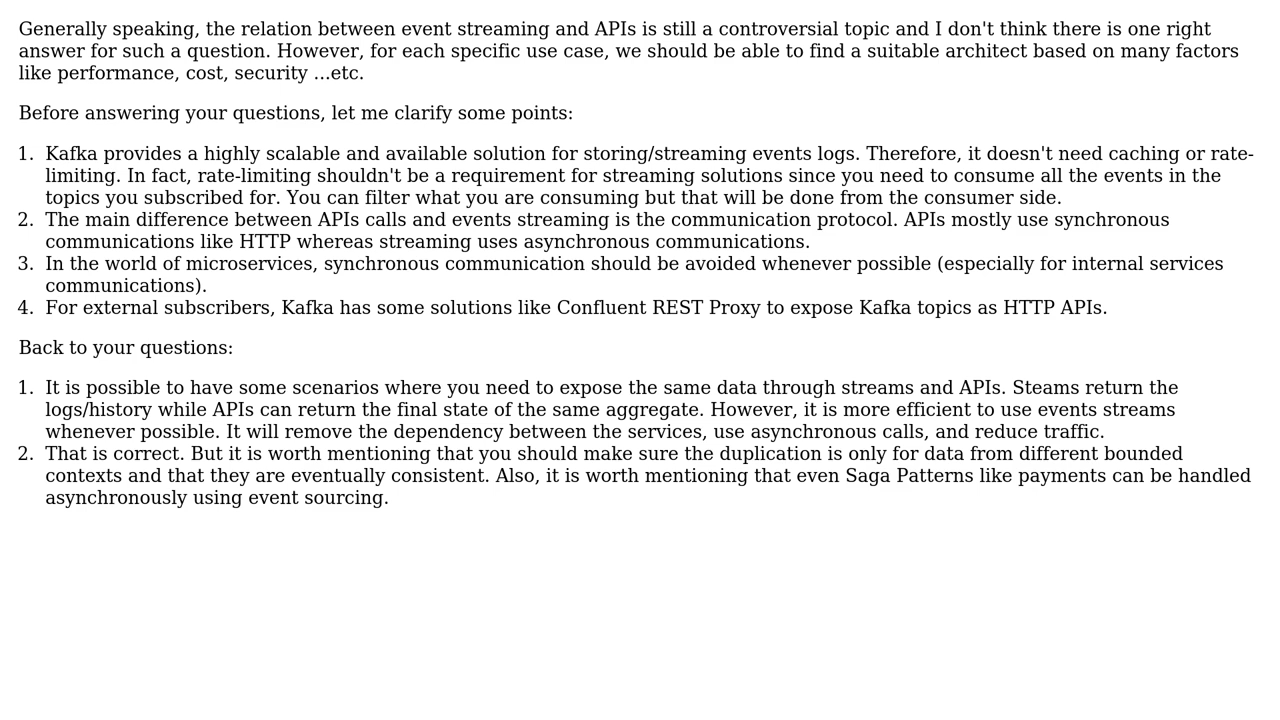 Generally speaking, the relation between event streaming and APIs is still a controversial topic and I don't think there is one right
answer for such a question. However, for each specific use case, we should be able to find a suitable architect based on many factors
like performance, cost, security ...etc.
Before answering your questions, let me clarify some points:
1. Kafka provides a highly scalable and available solution for storing/streaming events logs. Therefore, it doesn't need caching or rate-
limiting. In fact, rate-limiting shouldn't be a requirement for streaming solutions since you need to consume all the events in the
topics you subscribed for. You can filter what you are consuming but that will be done from the consumer side.
2. The main difference between APIs calls and events streaming is the communication protocol. APIs mostly use synchronous
communications like HTTP whereas streaming uses asynchronous communications.
3. In the world of microservices, synchronous communication should be avoided whenever possible (especially for internal services
communications).
4. For external subscribers, Kafka has some solutions like Confluent REST Proxy to expose Kafka topics as HTTP APIs.
Back to your questions:
1. It is possible to have some scenarios where you need to expose the same data through streams and APIs. Steams return the
logs/history while APIs can return the final state of the same aggregate. However, it is more efficient to use events streams
whenever possible. It will remove the dependency between the services, use asynchronous calls, and reduce traffic.
2. That is correct. But it is worth mentioning that you should make sure the duplication is only for data from different bounded
contexts and that they are eventually consistent. Also, it is worth mentioning that even Saga Patterns like payments can be handled
asynchronously using event sourcing.